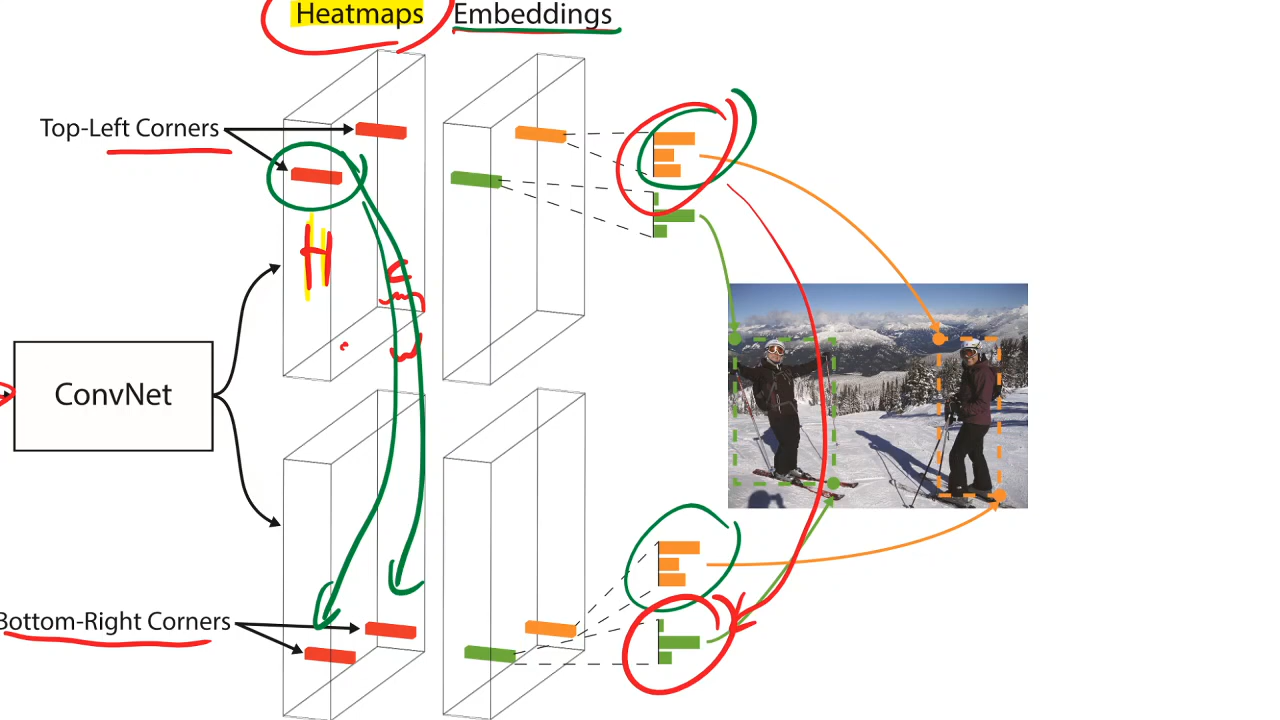 Heatmaps Embeddings
Top-Left Corners
H
ConvNet
Bottom-Right Corners